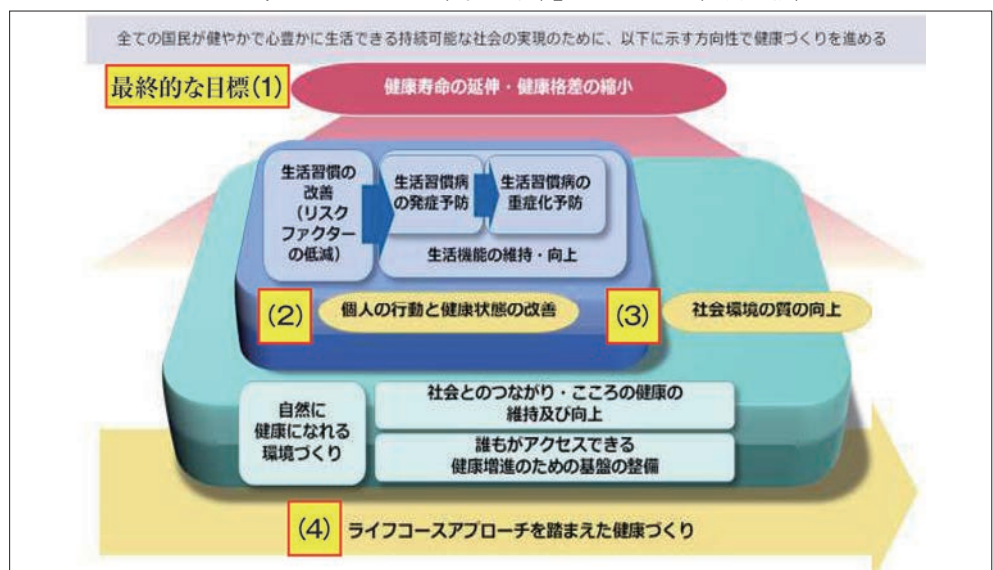 全ての国民が健やかで心豊かに生活できる持続可能な社会の実現のために、以下に示す方向性で健康づくりを進める
最終的な目標(1)
健康寿命の延伸・健康格差の縮小
生活習慣の
改善
(リスク
ファクター
の低減)
生活習慣病
の発症予防
生活習慣病の
重症化予防
生活機能の維持・向上
(2)
個人の行動と健康状態の改善
(3)
社会環境の質の向上
自然に
健康になれる
環境づくり
社会とのつながり・こころの健康の
維持及び向上
誰もがアクセスできる
健康増進のための基盤の整備
(4)
ライフコースアプローチを踏まえた健康づくり